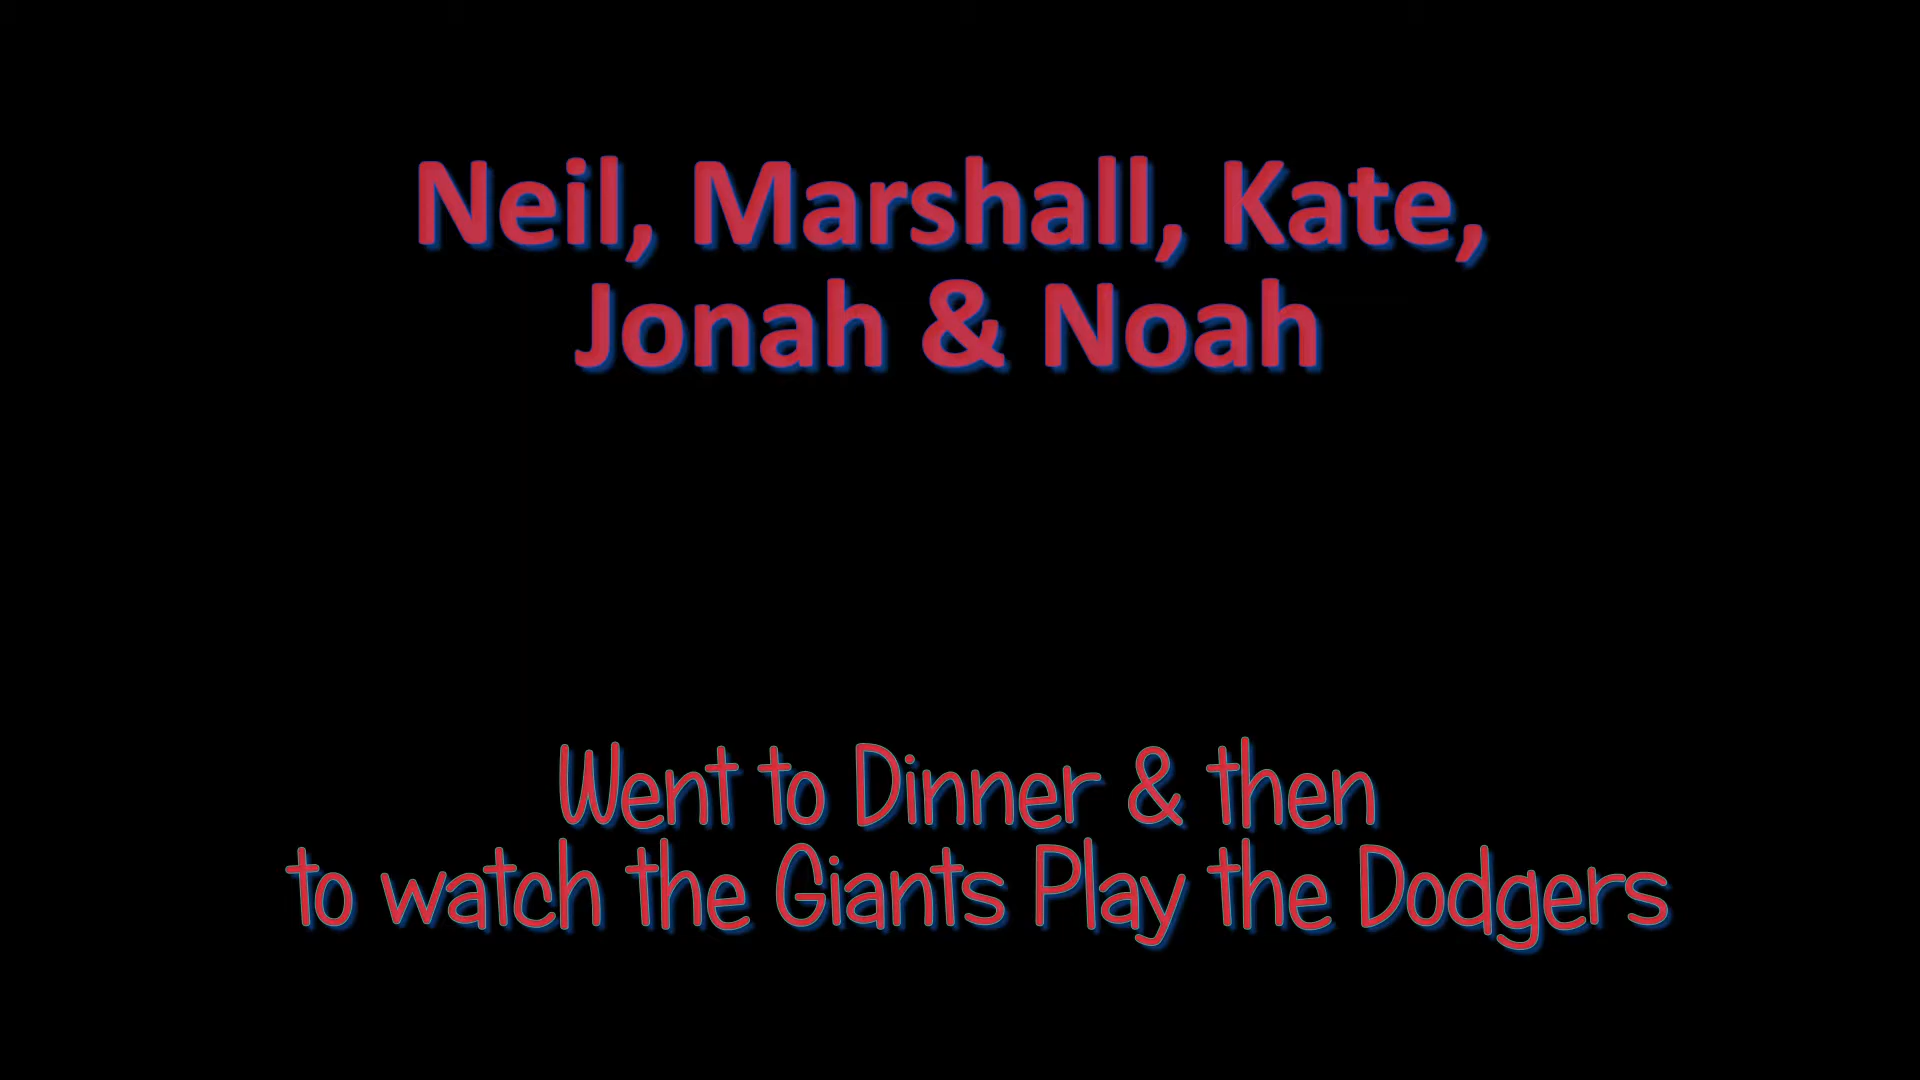 Neil, Marshall, Kate,
Jonah & Noah
Went to Dinner & then
to watch the Giants Play the Dodgers